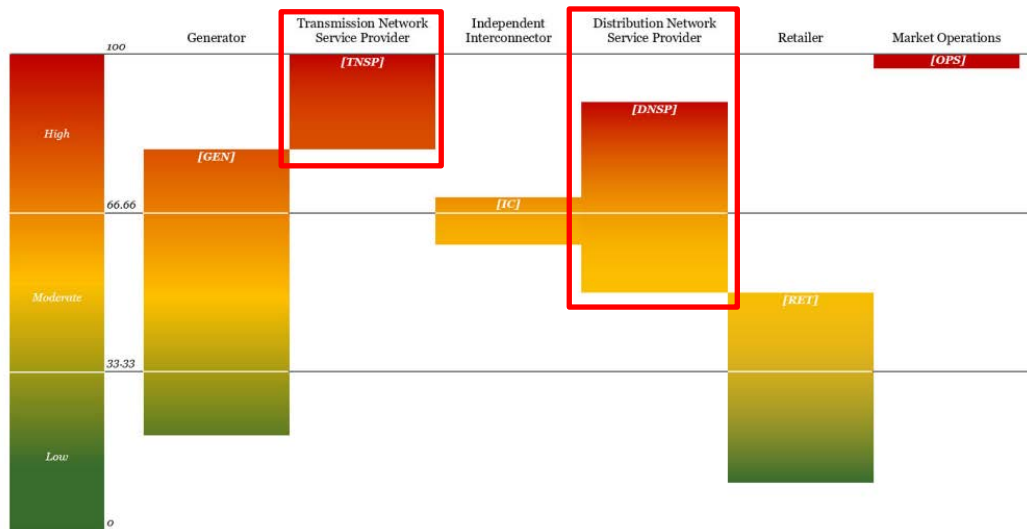 Generator
Transmission Network
Service Provider
Independent
Interconnector
Distribution Network
Service Provider
Retailer
Market Operations
100
[TNSP]
[OPS]
[DNSP]
High
[GEN]
[IC]
66.66
Moderate
[RET]
33-33
Low
0